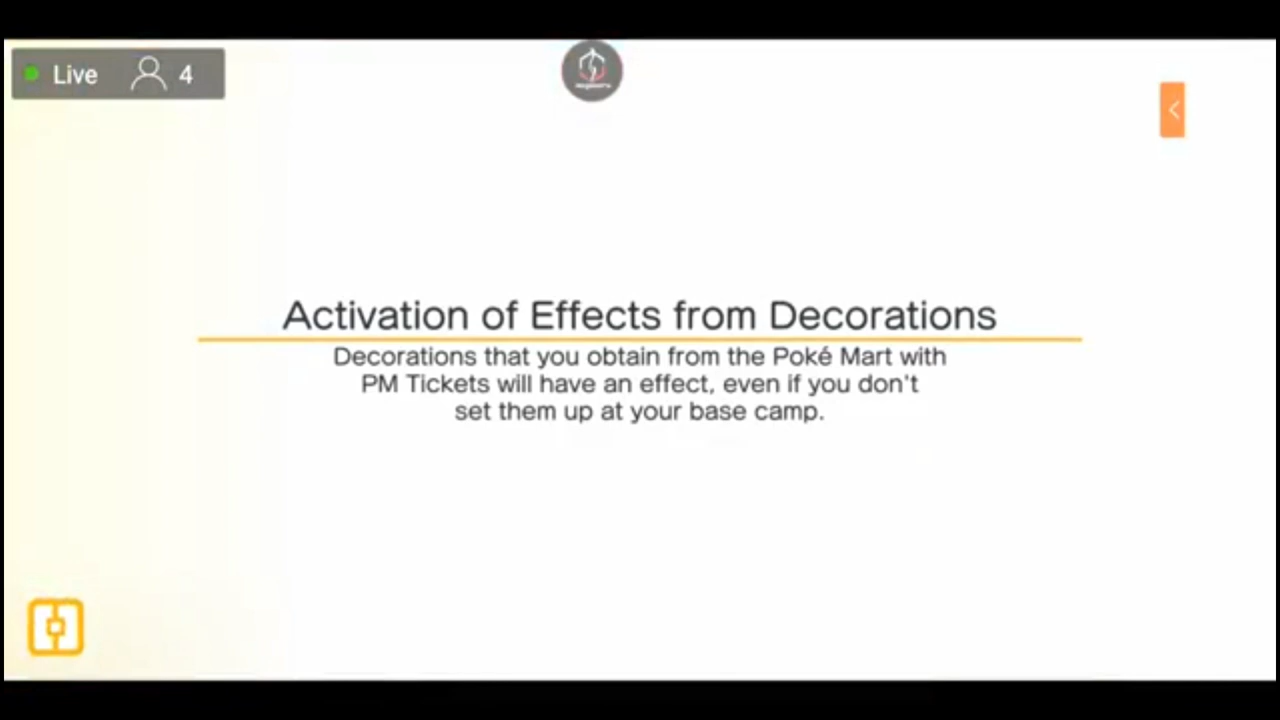 Live 4
Activation of Effects from Decorations
Decorations that you obtain from the Poké Mart with
PM Tickets will have an effect, even if you don't
set them up at your base camp.